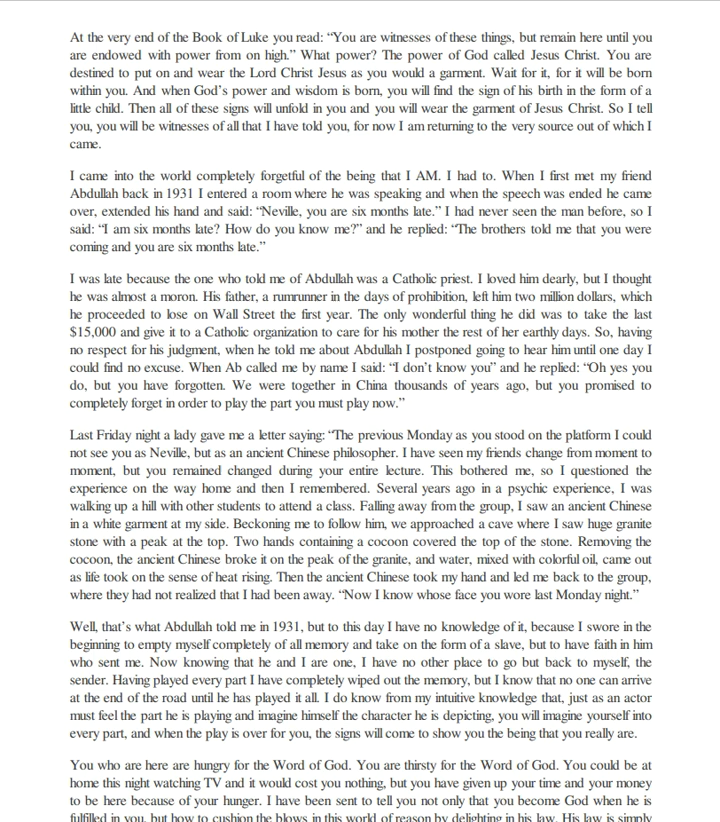 At the very end of the Book of Luke you read: “You are witnesses of these things, but remain here until you
are endowed with power from on high.” What power? The power of God called Jesus Christ. You are
destined to put on and wear the Lord Christ Jesus as you would a garment. Wait for it, for it will be born
within you. And when God’s power and wisdom is born, you will find the sign of his birth in the form of a
little child. Then all of these signs will unfold in you and you will wear the garment of Jesus Christ. So I tell
you, you will be witnesses of all that I have told you, for now I am returning to the very source out of which I
came.
I came into the world completely forgetful of the being that I AM. I had to. When I first met my friend
Abdullah back in 1931 I entered a room where he was speaking and when the speech was ended he came
over, extended his hand and said: “Neville, you are six months late.” I had never seen the man before, so I
said: “I am six months late? How do you know me?” and he replied: “The brothers told me that you were
coming and you are six months late.”
I was late because the one who told me of Abdullah was a Catholic priest. I loved him dearly, but I thought
he was almost a moron. His father, a rumrunner in the days of prohibition, left him two million dollars, which
he proceeded to lose on Wall Street the first year. The only wonderful thing he did was to take the last
$15,000 and give it to a Catholic organization to care for his mother the rest of her earthly days. So, having
no respect for his judgment, when he told me about Abdullah I postponed going to hear him until one day I
could find no excuse. When Ab called me by name I said: “I don’t know you” and he replied: “Oh yes you
do, but you have forgotten. We were together in China thousands of years ago, but you promised to
completely forget in order to play the part you must play now.”
Last Friday night a lady gave me a letter saying: “The previous Monday as you stood on the platform I could
not see you as Neville, but as an ancient Chinese philosopher. I have seen my friends change from moment to
moment, but you remained changed during your entire lecture. This bothered me, so I questioned the
experience on the way home and then I remembered. Several years ago in a psychic experience, I was
walking up a hill with other students to attend a class. Falling away from the group, I saw an ancient Chinese
in a white garment at my side. Beckoning me to follow him, we approached a cave where I saw huge granite
stone with a peak at the top. Two hands containing a cocoon covered the top of the stone. Removing the
cocoon, the ancient Chinese broke it on the peak of the granite, and water, mixed with colorful oil, came out
as life took on the sense of heat rising. Then the ancient Chinese took my hand and led me back to the group,
where they had not realized that I had been away. “Now I know whose face you wore last Monday night.”
Well, that’s what Abdullah told me in 1931, but to this day I have no knowledge of it, because I swore in the
beginning to empty myself completely of all memory and take on the form of a slave, but to have faith in him
who sent me. Now knowing that he and I are one, I have no other place to go but back to myself, the
sender. Having played every part I have completely wiped out the memory, but I know that no one can arrive
at the end of the road until he has played it all. I do know from my intuitive knowledge that, just as an actor
must feel the part he is playing and imagine himself the character he is depicting, you will imagine yourself into
every part, and when the play is over for you, the signs will come to show you the being that you really are.
You who are here are hungry for the Word of God. You are thirsty for the Word of God. You could be at
home this night watching TV and it would cost you nothing, but you have given up your time and your money
to be here because of your hunger. I have been sent to tell you not only that you become God when he is
fulfilled in you, but how to cushion the blows in this world of reason by delighting in his law. His law is simply